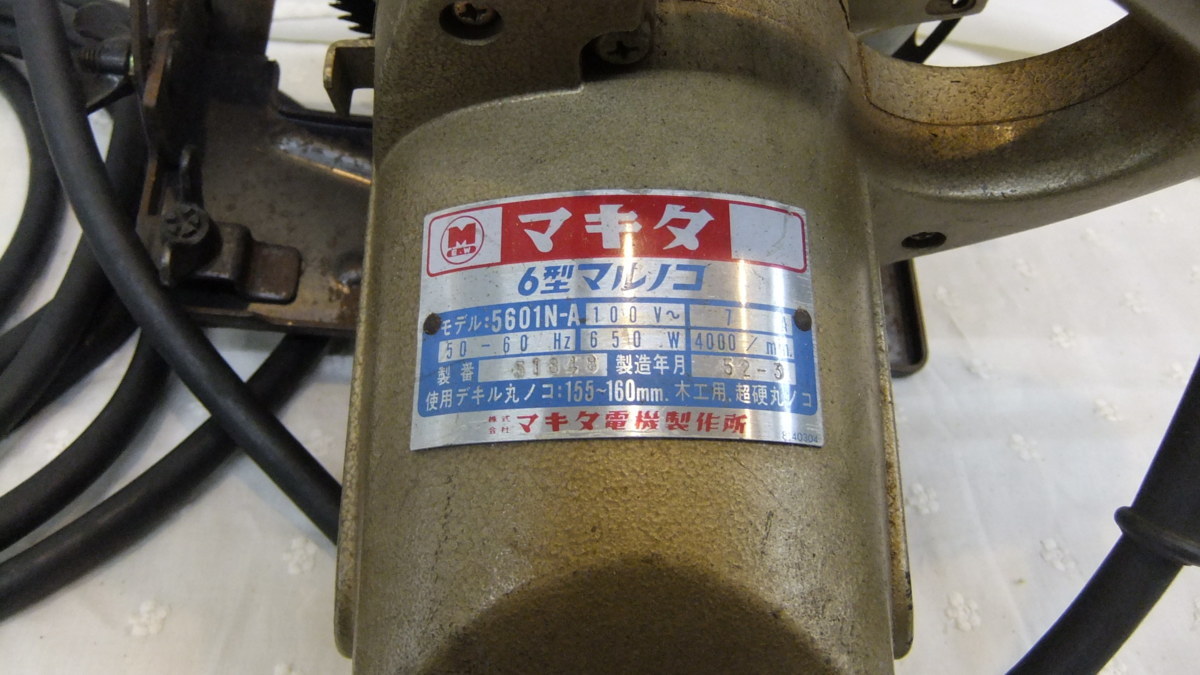 M マキタ
6型マルノコ
モデル:5601N-A 100 V~ 7 A
50-60 Hz 650 W 4000/min.
製番 製造年月 52-3
使用デキル丸ノコ:155~160mm. 木工用, 超硬丸ノコ
株式会社 マキタ電機製作所